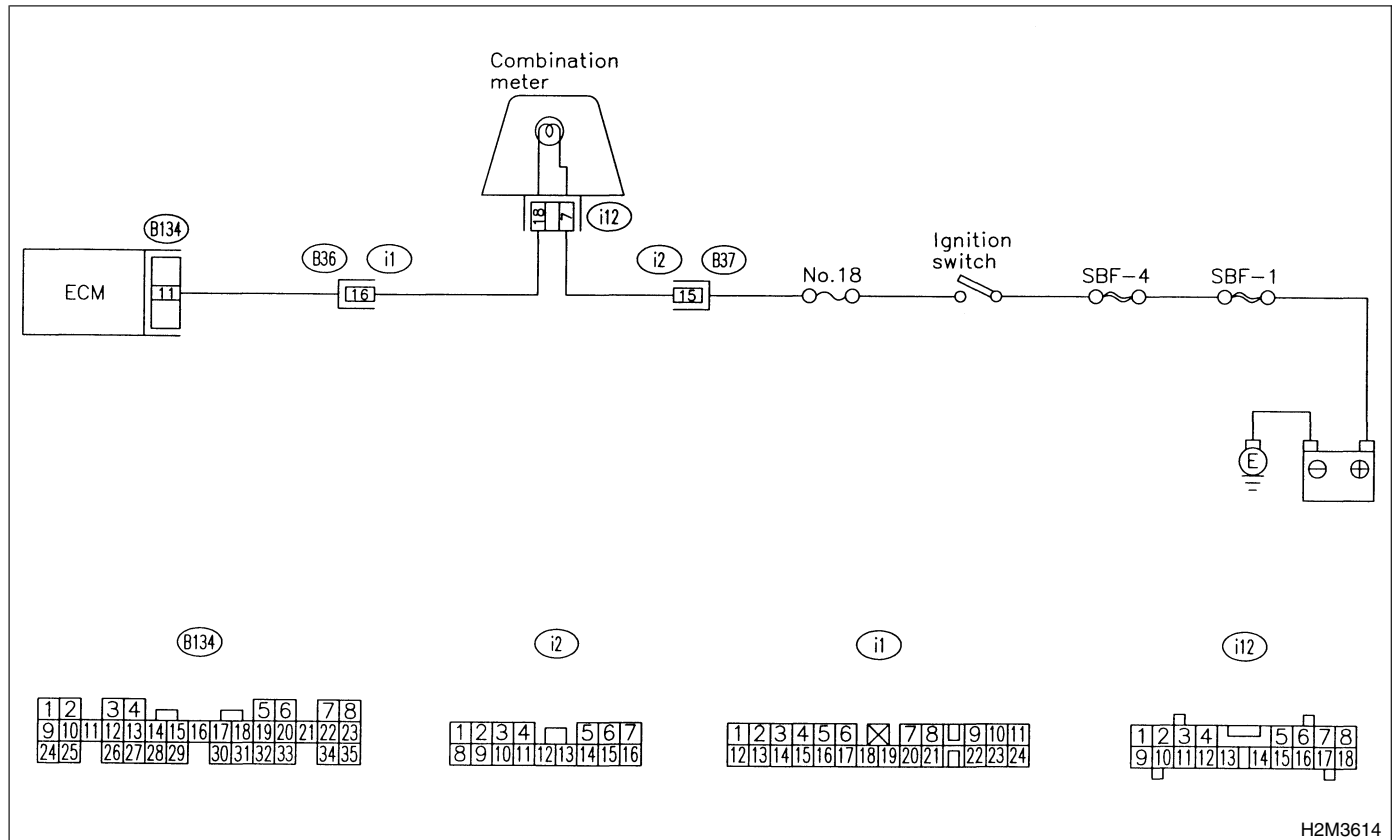 Combination
meter
18 7
i12
B134
ECM
11
B36 i1
16
i2 B37
15
No.18
Ignition
switch
SBF-4
SBF-1
E
⊖ ⊕
B134
1 2 3 4 5 6 7 8
9 10 11 12 13 14 15 16 17 18 19 20 21 22 23
24 25 26 27 28 29 30 31 32 33 34 35
i2
1 2 3 4 5 6 7
8 9 10 11 12 13 14 15 16
i1
1 2 3 4 5 6 7 8 9 10 11
12 13 14 15 16 17 18 19 20 21 22 23 24
i12
1 2 3 4 5 6 7 8
9 10 11 12 13 14 15 16 17 18
H2M3614